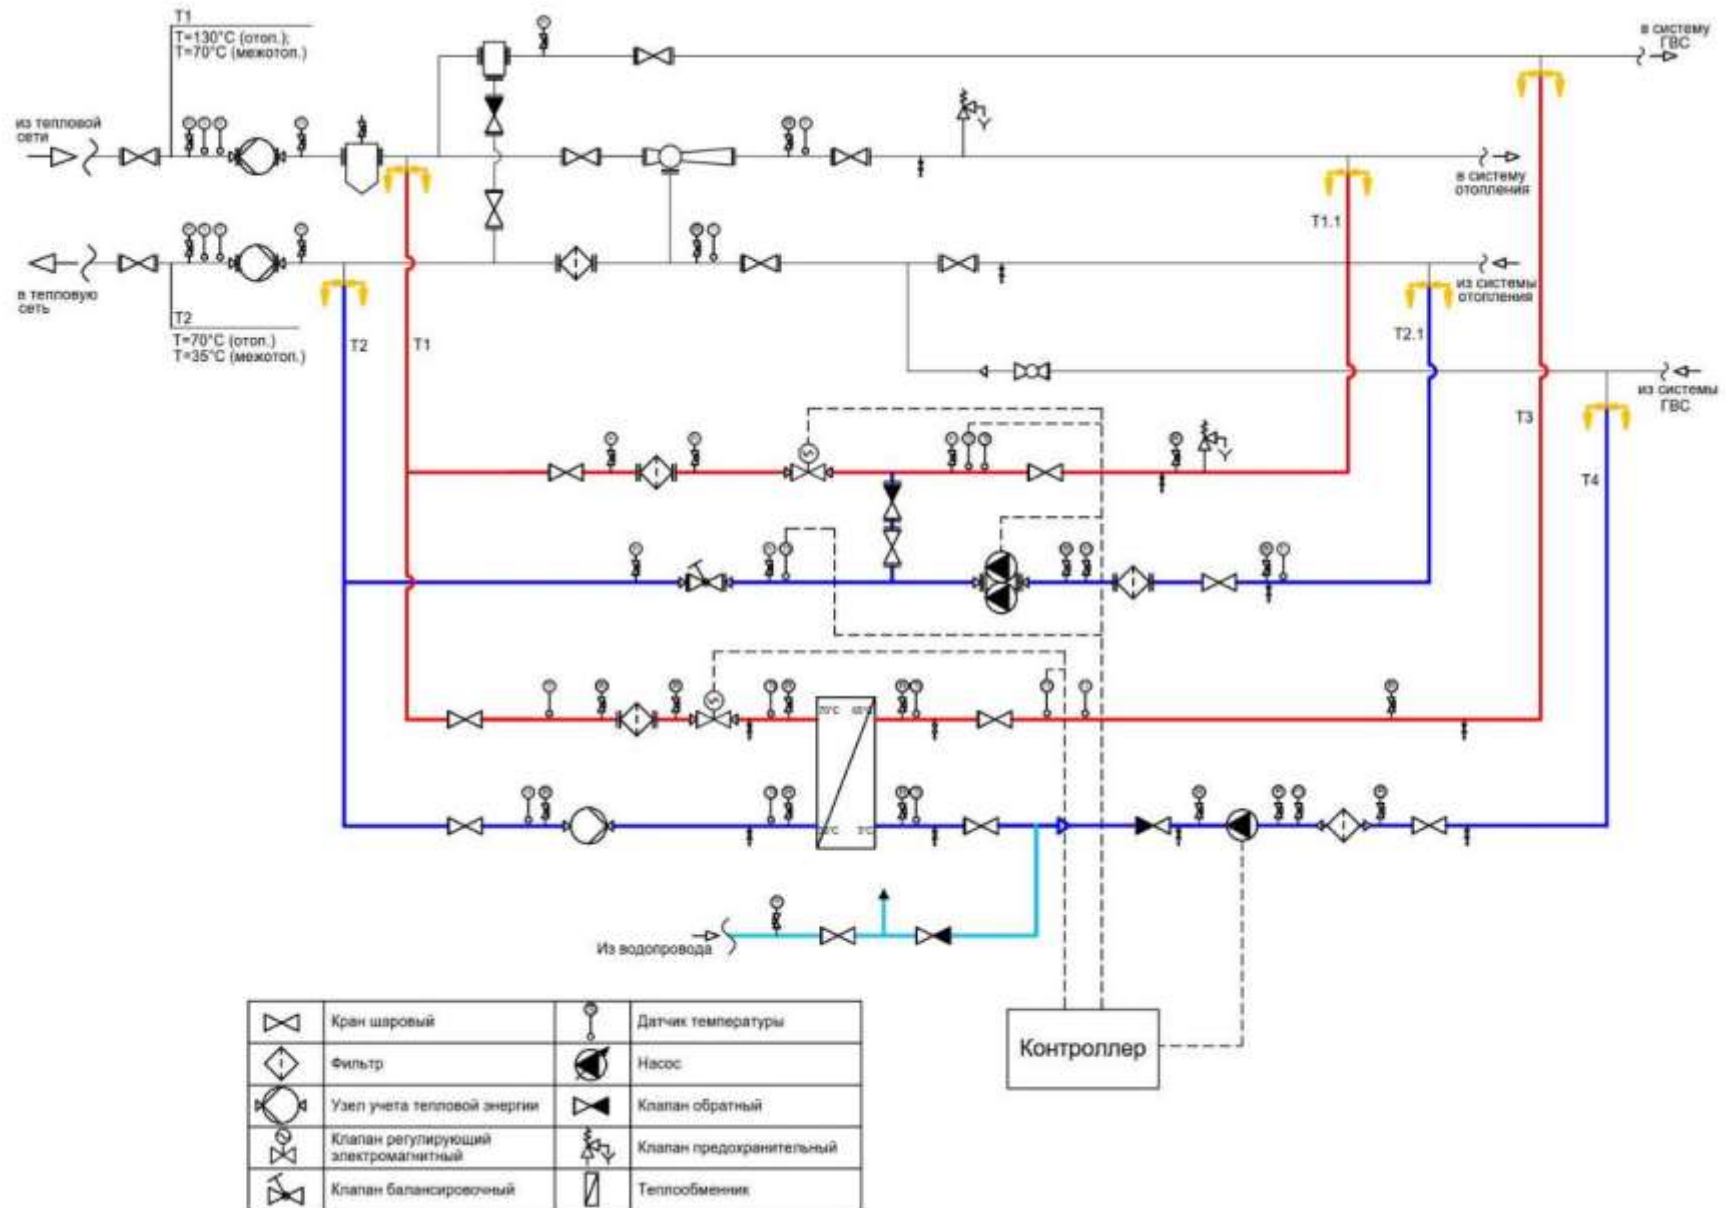 T1
T=130°C (отоп.);
T=70°C (межотоп.)
в систему
ГВС
из тепловой
сети
в систему
отопления
T1.1
в тепловую
сеть
T2
T=70°C (отоп.)
T=35°C (межотоп.)
T2
T1
из системы
отопления
T2.1
из системы
ГВС
T3
T4
70°C
5°C
Из водопровода
Контроллер
Кран шаровый
Датчик температуры
Фильтр
Насос
Узел учета тепловой энергии
Клапан обратный
Клапан регулирующий
электромагнитный
Клапан предохранительный
Клапан балансировочный
Теплообменник